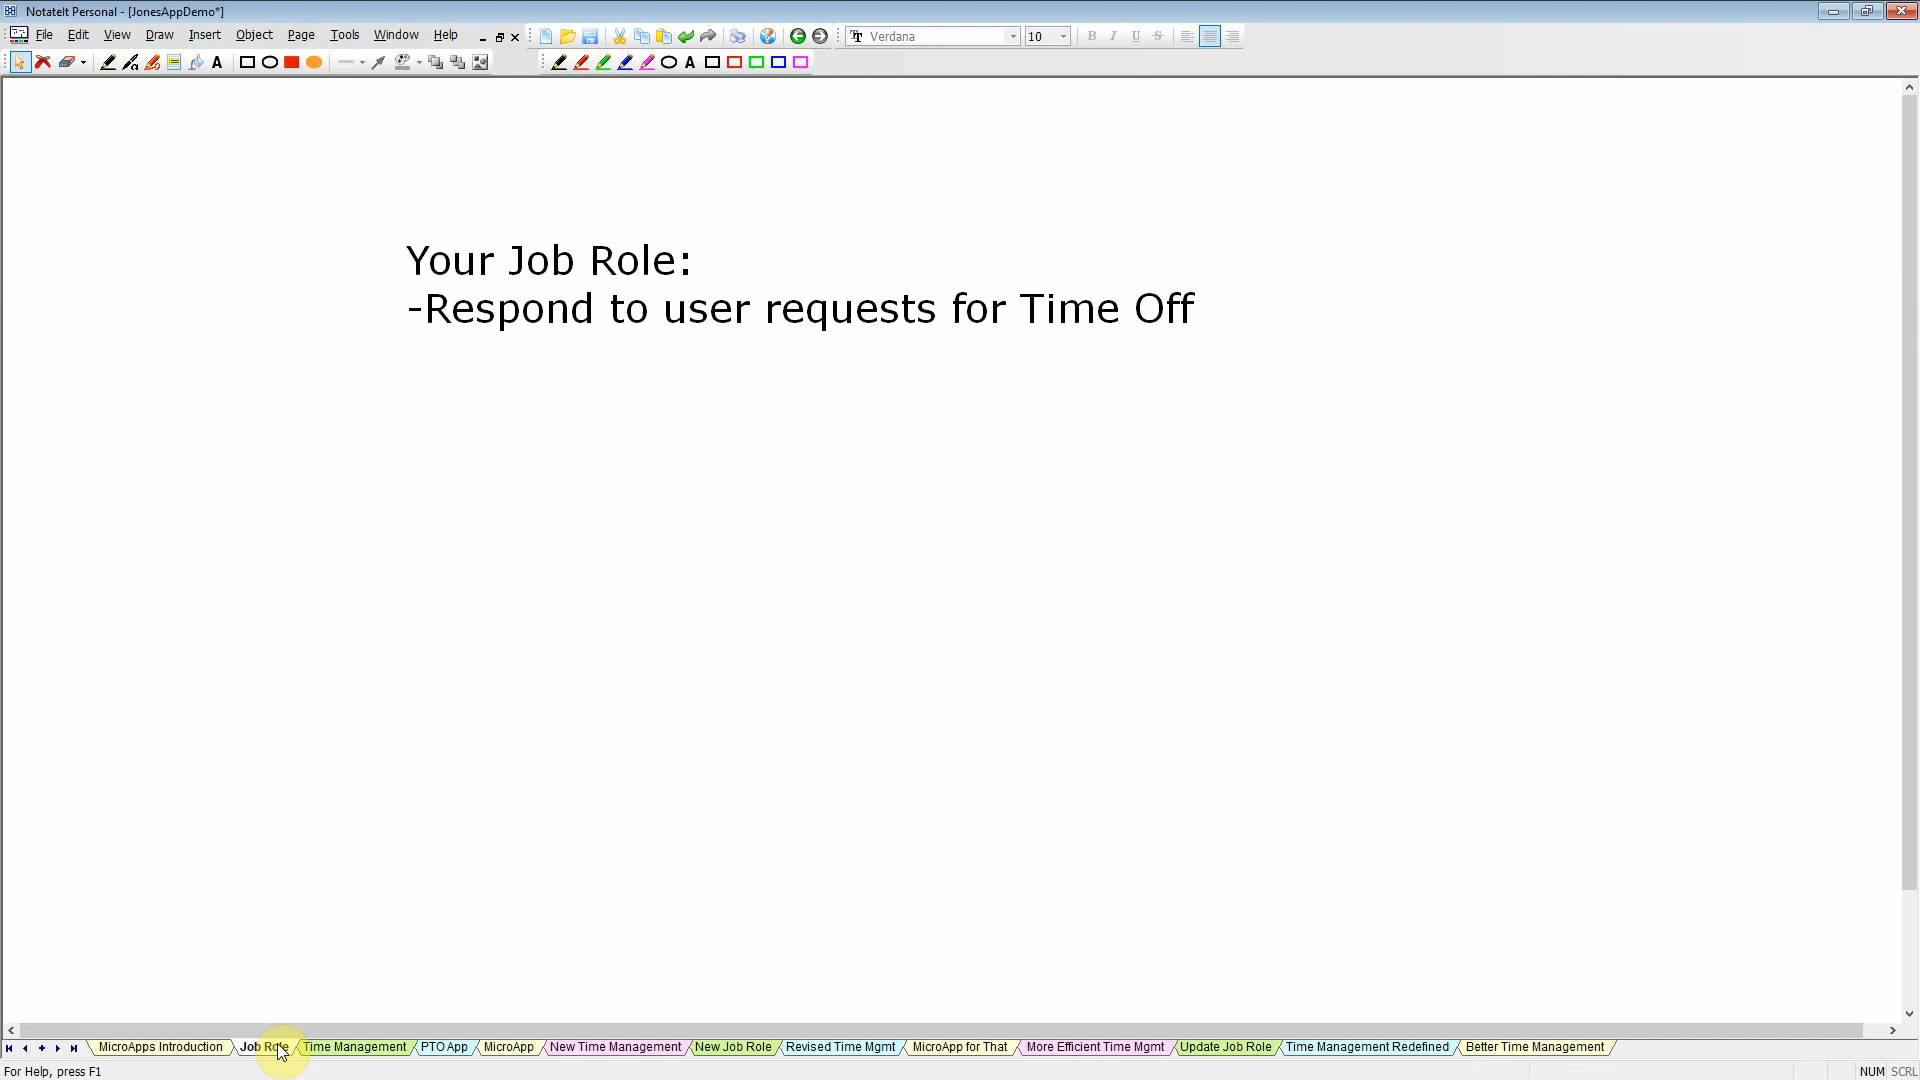 NotateIt Personal - [JonesAppDemo*]
File Edit View Draw Insert Object Page Tools Window Help
Verdana 10 B I U S
A A
Your Job Role:
-Respond to user requests for Time Off
MicroApps Introduction Job Role Time Management PTO App MicroApp New Time Management New Job Role Revised Time Mgmt MicroApp for That More Efficient Time Mgmt Update Job Role Time Management Redefined Better Time Management
For Help, press F1 NUM SCRL